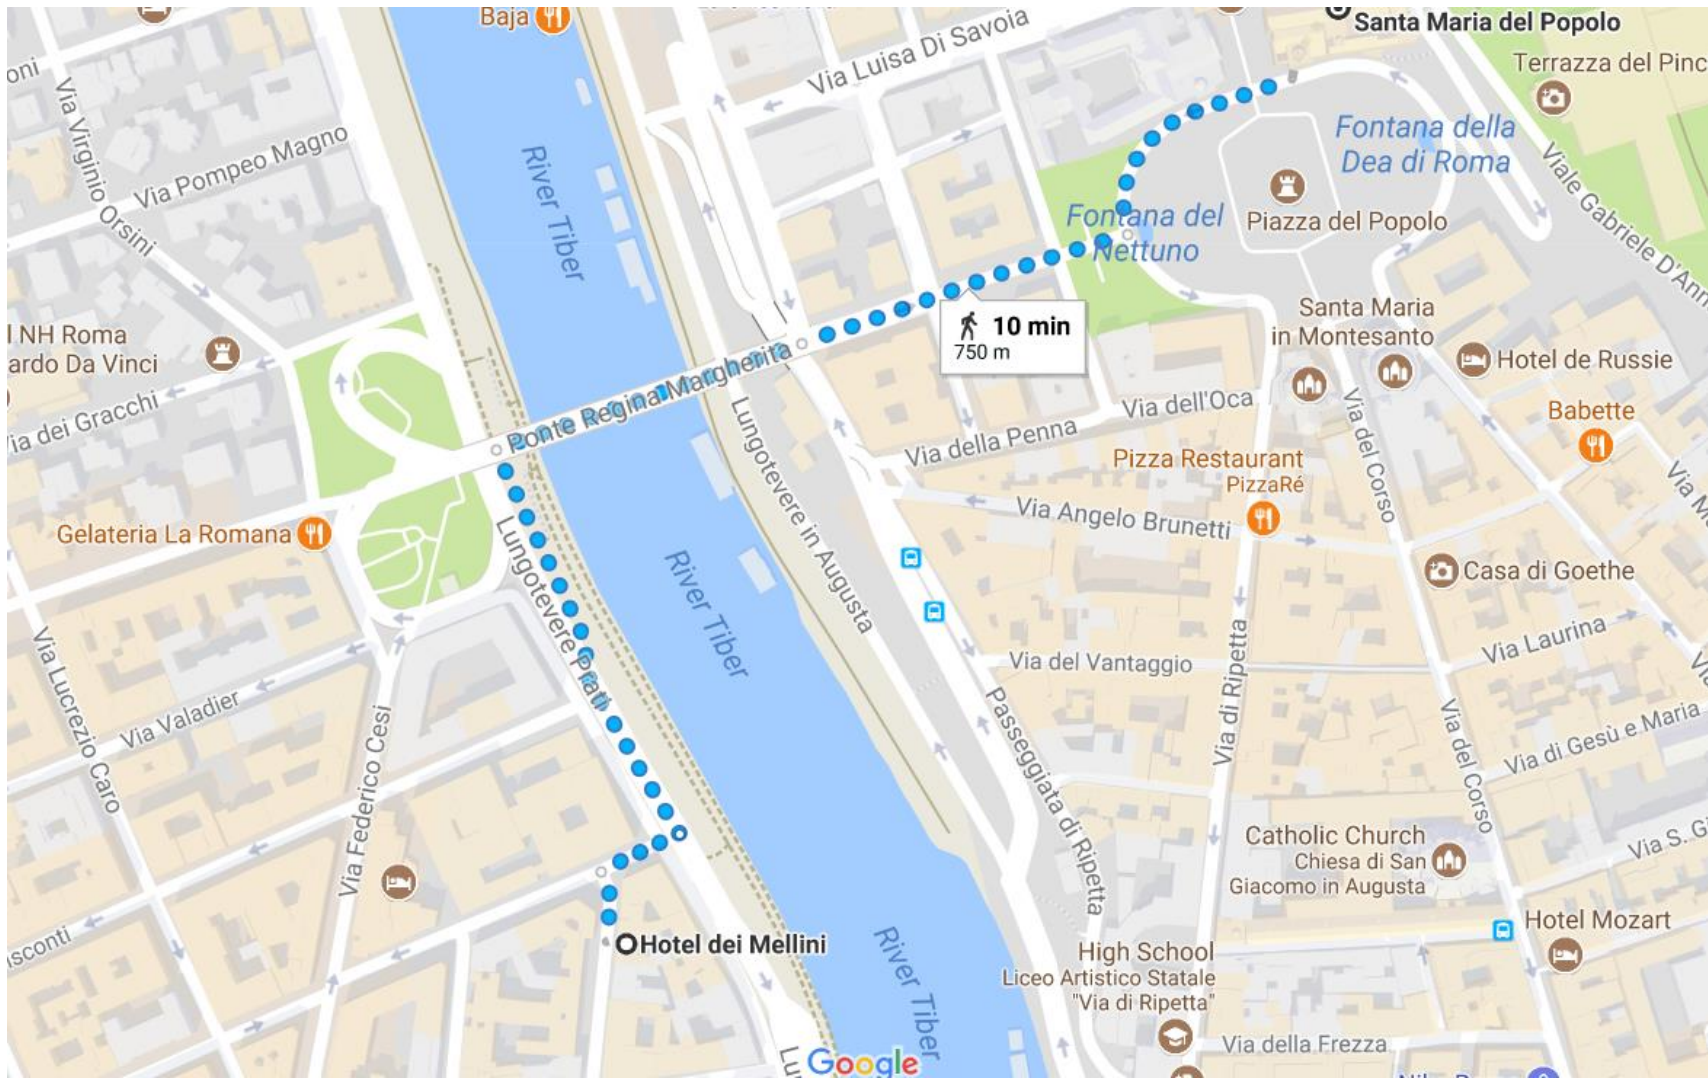 Baja
Santa Maria del Popolo
Via Luisa Di Savoia
Terrazza del Pinc
oni
Via Virginio Orsini
Via Pompeo Magno
River Tiber
Fontana della
Dea di Roma
Viale Gabriele D'Ann
Piazza del Popolo
Fontana del
Nettuno
10 min
750 m
Santa Maria
in Montesanto
Hotel de Russie
l NH Roma
ardo Da Vinci
ia dei Gracchi
Ponte Regina Margherita
Lungotevere in Augusta
Via dell'Oca
Via della Penna
Via del Corso
Babette
Pizza Restaurant
PizzaRé
Via M
Gelateria La Romana
Via Angelo Brunetti
Lungotevere Prati
River Tiber
Casa di Goethe
Via Laurina
Via del Vantaggio
Via di Ripetta
Via Lucrezio Caro
Via Valadier
Via Federico Cesi
Passeggiata di Ripetta
Via del Corso
Via di Gesù e Maria
Catholic Church
Chiesa di San
Giacomo in Augusta
Via S. Gi
Hotel dei Mellini
isconti
River Tiber
High School
Liceo Artistico Statale
"Via di Ripetta"
Hotel Mozart
Via della Frezza
Lu
Google